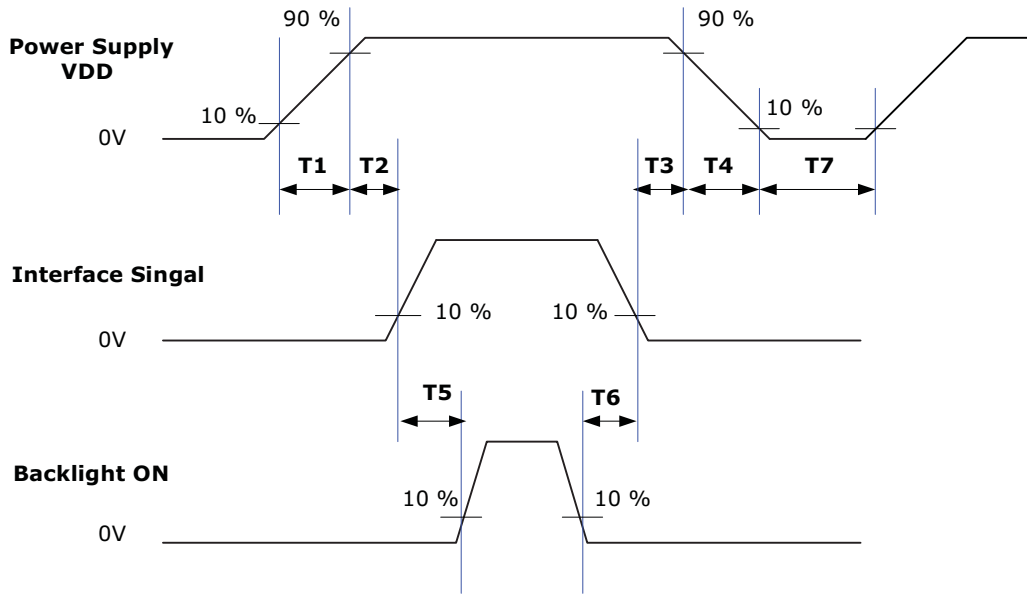 90 %
90 %
Power Supply
VDD
10 %
10 %
0V
T1
T2
T3
T4
T7
Interface Singal
10 %
10 %
0V
T5
T6
Backlight ON
10 %
10 %
0V